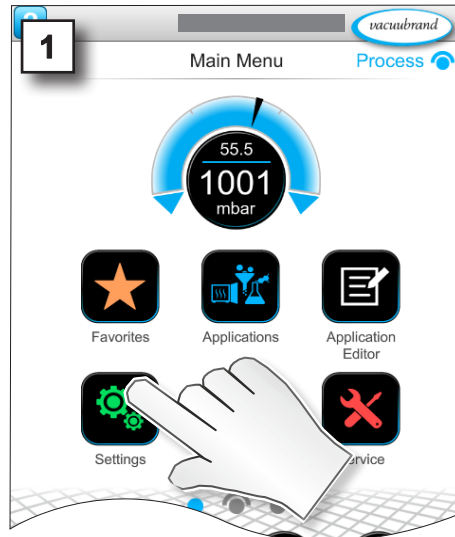 1
vacuubrand
Main Menu
Process
55.5
1001
mbar
Favorites
Applications
Application
Editor
Settings